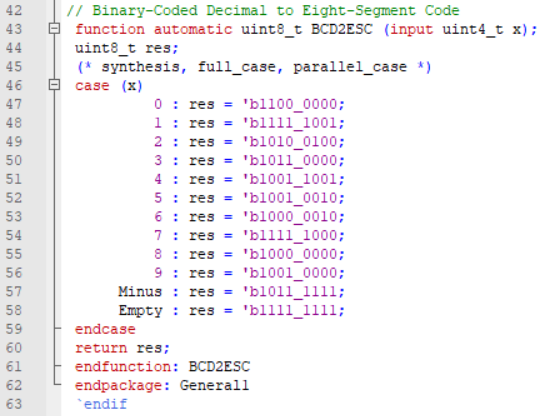 42 // Binary-Coded Decimal to Eight-Segment Code
43 function automatic uint8_t BCD2ESC (input uint4_t x);
44 uint8_t res;
45 (* synthesis, full_case, parallel_case *)
46 case (x)
47 0 : res = 'b1100_0000;
48 1 : res = 'b1111_1001;
49 2 : res = 'b1010_0100;
50 3 : res = 'b1011_0000;
51 4 : res = 'b1001_1001;
52 5 : res = 'b1001_0010;
53 6 : res = 'b1000_0010;
54 7 : res = 'b1111_1000;
55 8 : res = 'b1000_0000;
56 9 : res = 'b1001_0000;
57 Minus : res = 'b1011_1111;
58 Empty : res = 'b1111_1111;
59 endcase
60 return res;
61 endfunction: BCD2ESC
62 endpackage: General1
63 `endif